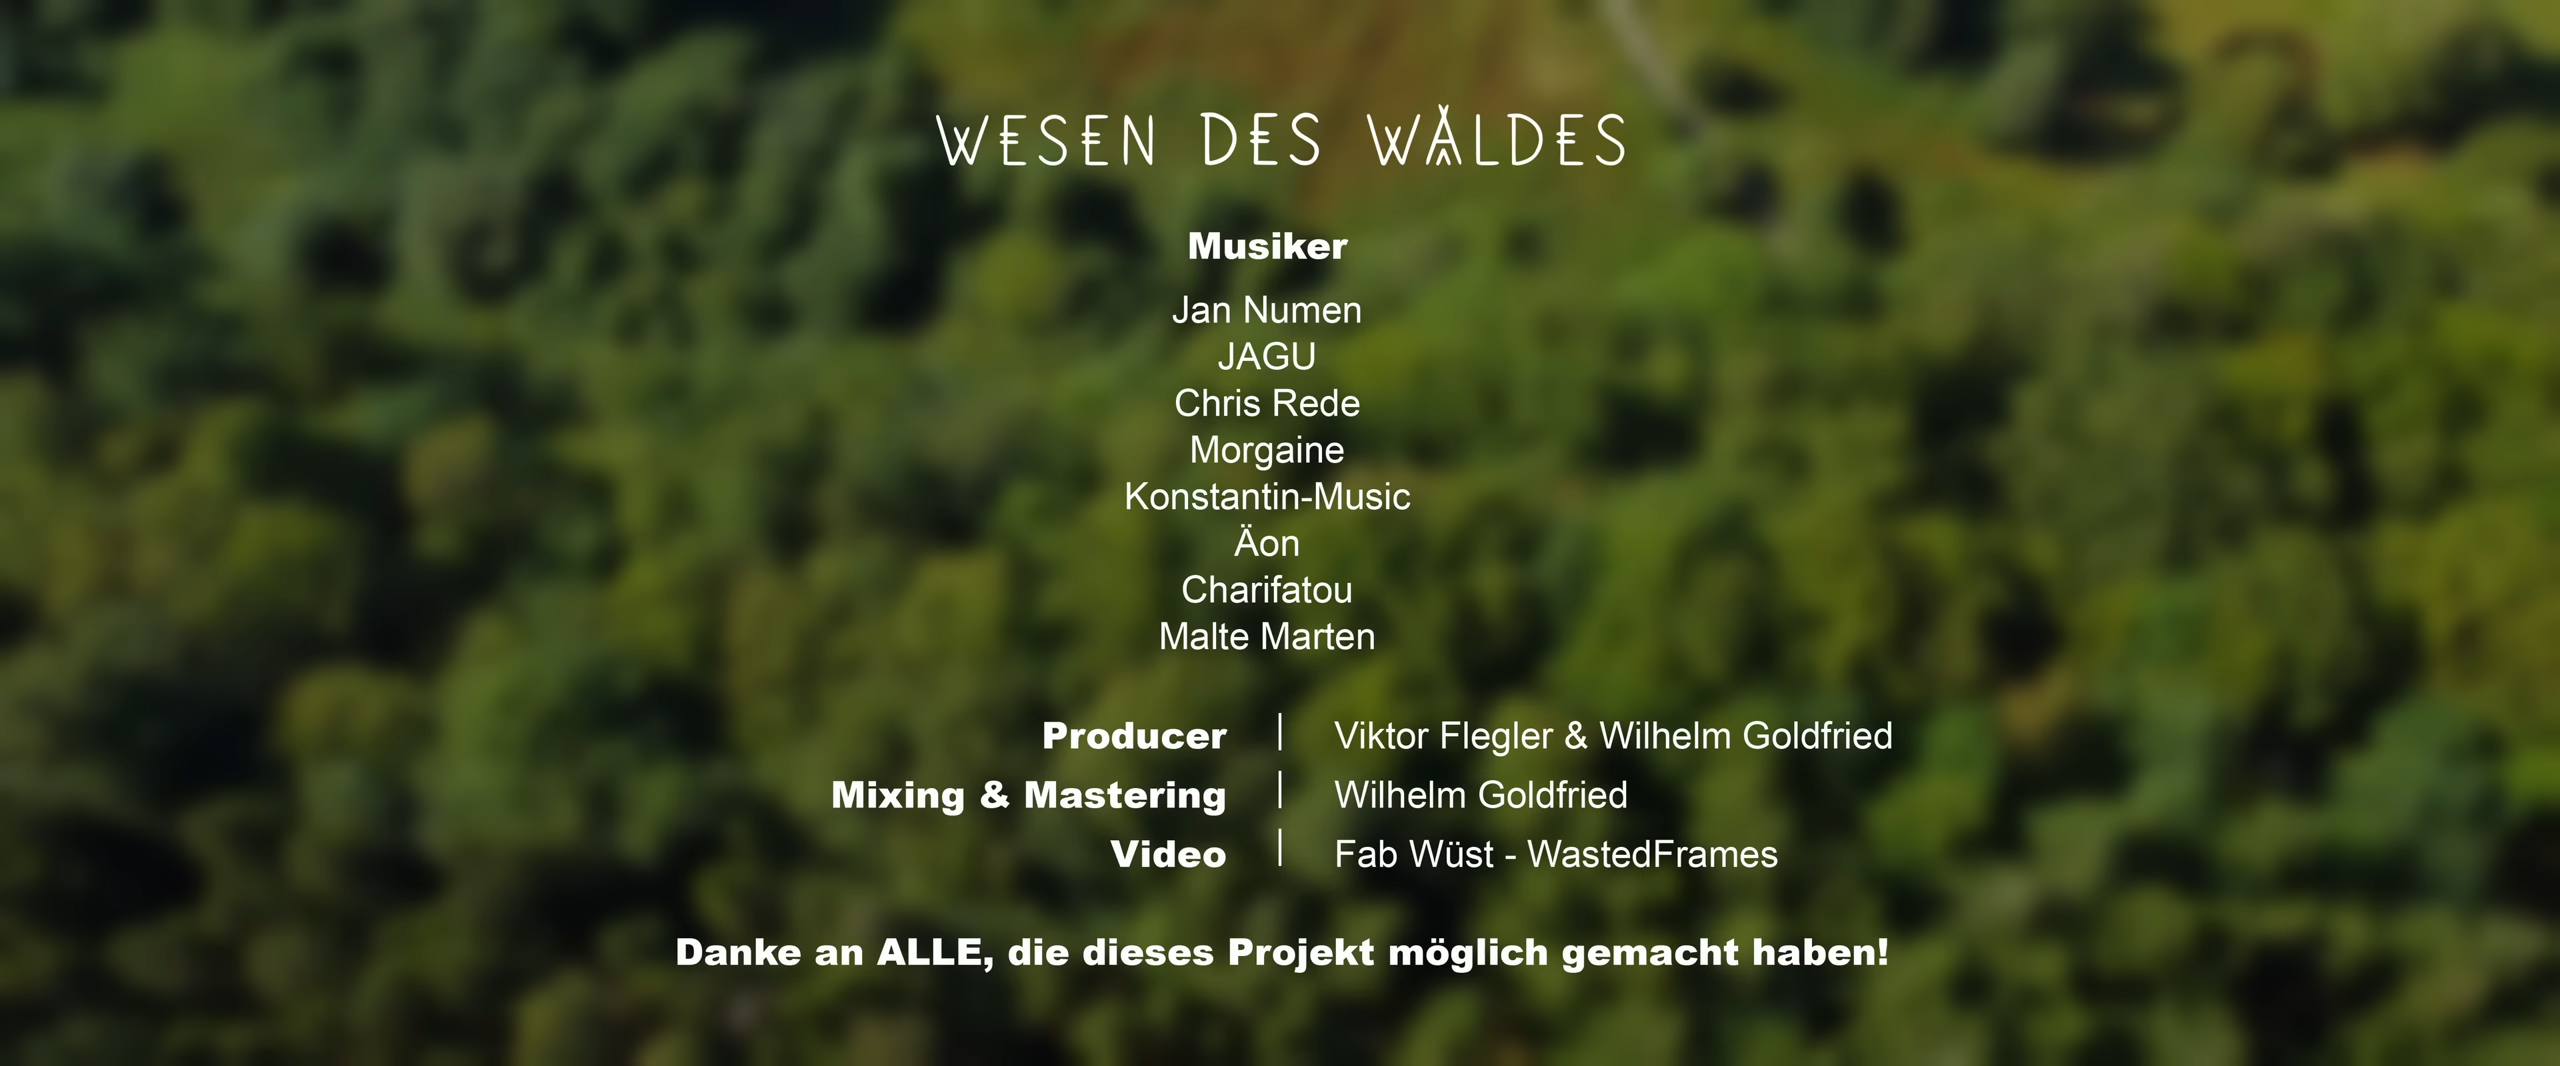 WESEN DES WALDES
Musiker
Jan Numen
JAGU
Chris Rede
Morgaine
Konstantin-Music
Äon
Charifatou
Malte Marten
Producer | Viktor Flegler & Wilhelm Goldfried
Mixing & Mastering | Wilhelm Goldfried
Video | Fab Wüst - WastedFrames
Danke an ALLE, die dieses Projekt möglich gemacht haben!